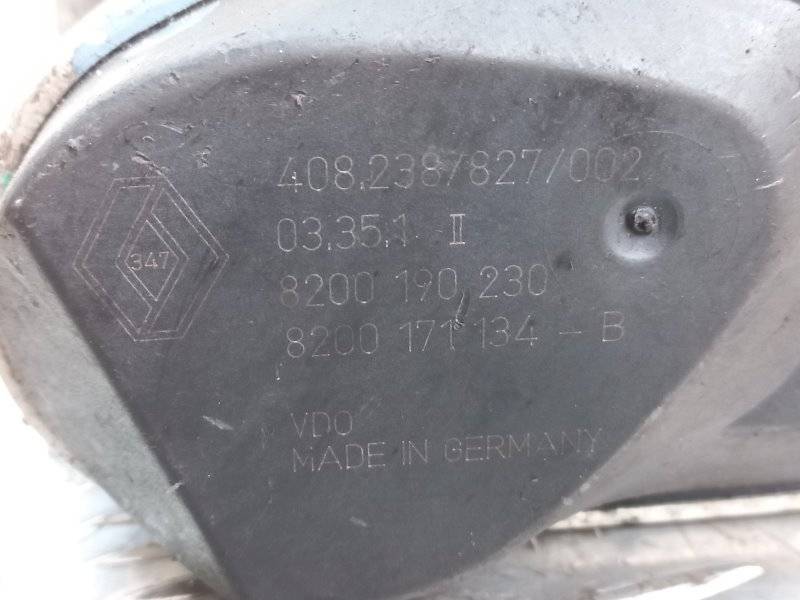 408.238/827/002
03.35.1 II
347
8200 190 230
8200 171 134 - B
VDO
MADE IN GERMANY